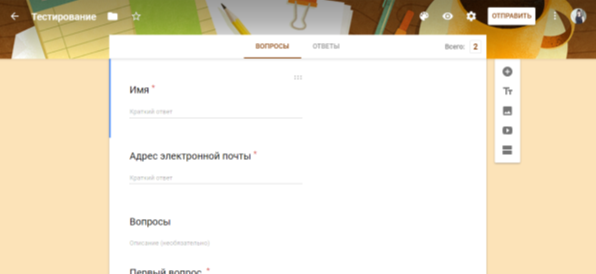 Тестирование
ОТПРАВИТЬ
ВОПРОСЫ
ОТВЕТЫ
Всего: 2
Имя *
Краткий ответ
Тт
Адрес электронной почты *
Краткий ответ
Вопросы
Описание (необязательно)
Первый вопрос *